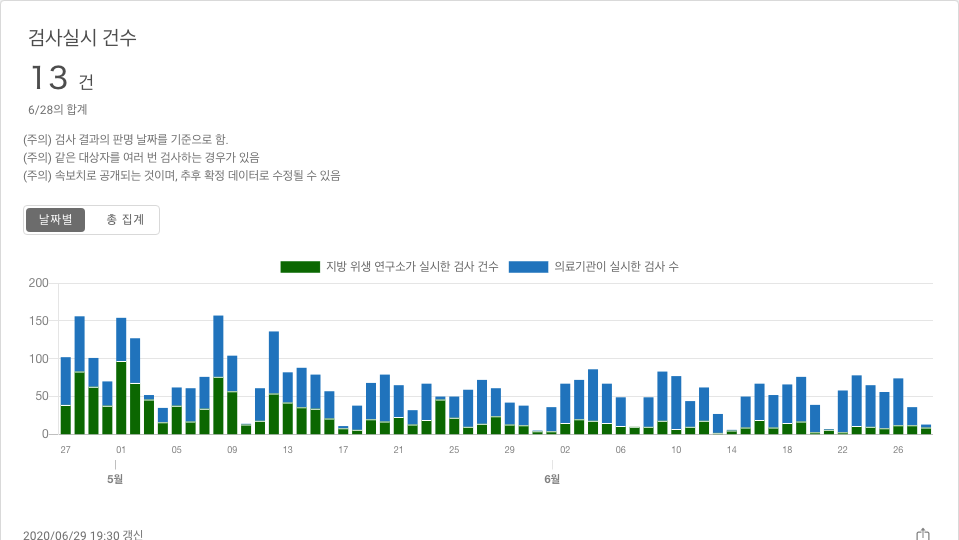 검사실시 건수
13 건
6/28의 합계
(주의) 검사 결과의 판명 날짜를 기준으로 함.
(주의) 같은 대상자를 여러 번 검사하는 경우가 있음
(주의) 속보치로 공개되는 것이며, 추후 확정 데이터로 수정될 수 있음
날짜별 총 집계
지방 위생 연구소가 실시한 검사 건수 의료기관이 실시한 검사 수
200
150
100
50
0
27 01 05 09 13 17 21 25 29 02 06 10 14 18 22 26
5월 6월
2020/06/29 19:30 갱신